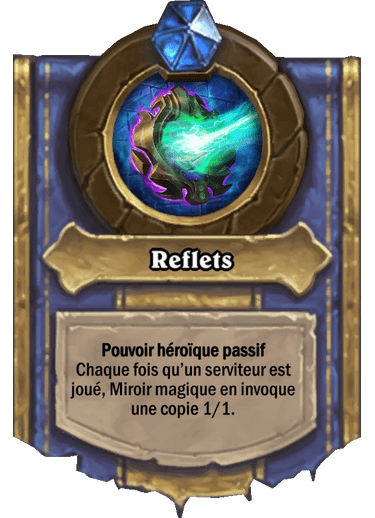 Reflets
Pouvoir héroïque passif
Chaque fois qu'un serviteur est
joué, Miroir magique en invoque
une copie 1/1.